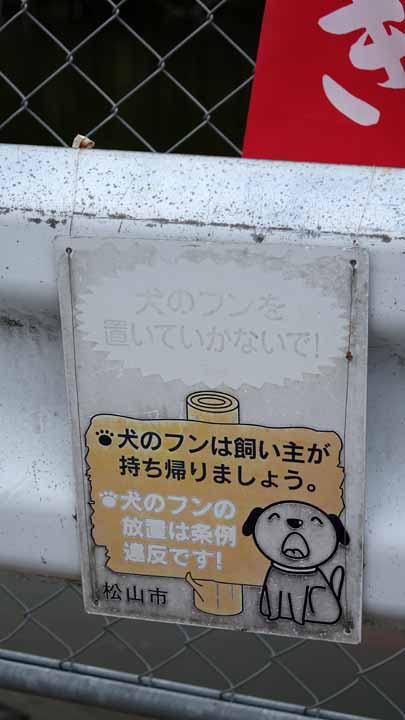 き
犬のフンを
置いていかないで!
犬のフンは飼い主が
持ち帰りましょう。
犬のフンの
放置は条例
違反です!
松山市